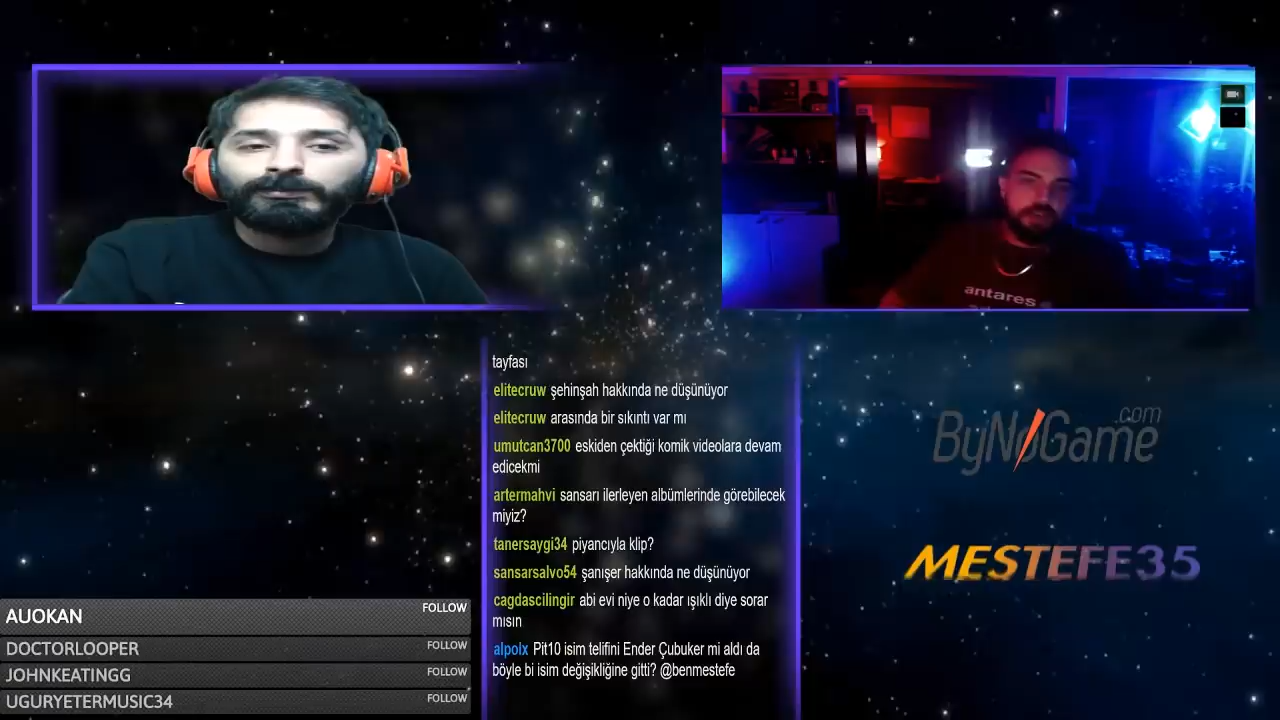 antares
tayfası
elitecruw şehinşah hakkında ne düşünüyor
elitecruw arasında bir sıkıntı var mı
umutcan3700 eskiden çektiği komik videolara devam
edicekmi
artermahvi sansarı ilerleyen albümlerinde görebilecek
miyiz?
tanersaygi34 piyancıyla klip?
sansarsalvo54 şanışer hakkında ne düşünüyor
cagdascilingir abi evi niye o kadar ışıklı diye sorar
mısın
alpolx Pit10 isim telifini Ender Çubuker mi aldı da
böyle bi isim değişikliğine gitti? @benmestefe
ByNoGame.com
MESTEFE35
AUOKAN FOLLOW
DOCTORLOOPER FOLLOW
JOHNKEATINGG FOLLOW
UGURYETERMUSIC34 FOLLOW